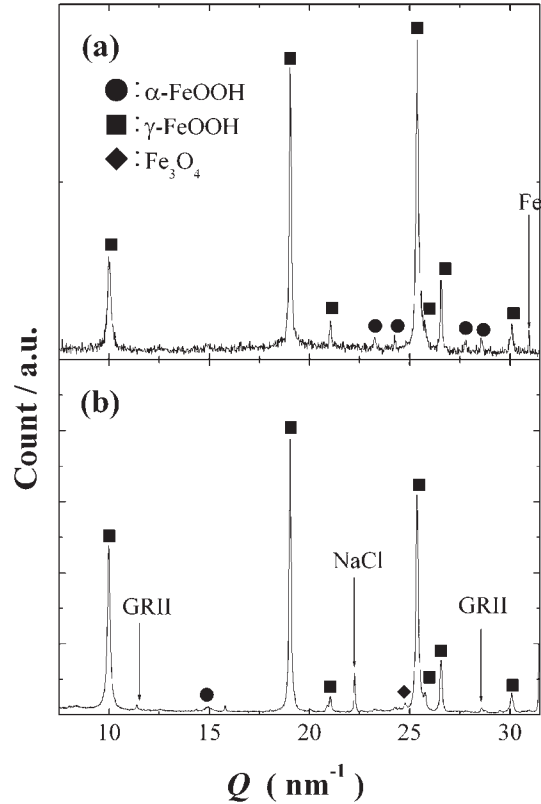 (a)
● : α-FeOOH
■ : γ-FeOOH
◆ : Fe₃O₄
Fe
(b)
GRII
NaCl
GRII
Count / a.u.
10 15 20 25 30
Q ( nm⁻¹ )